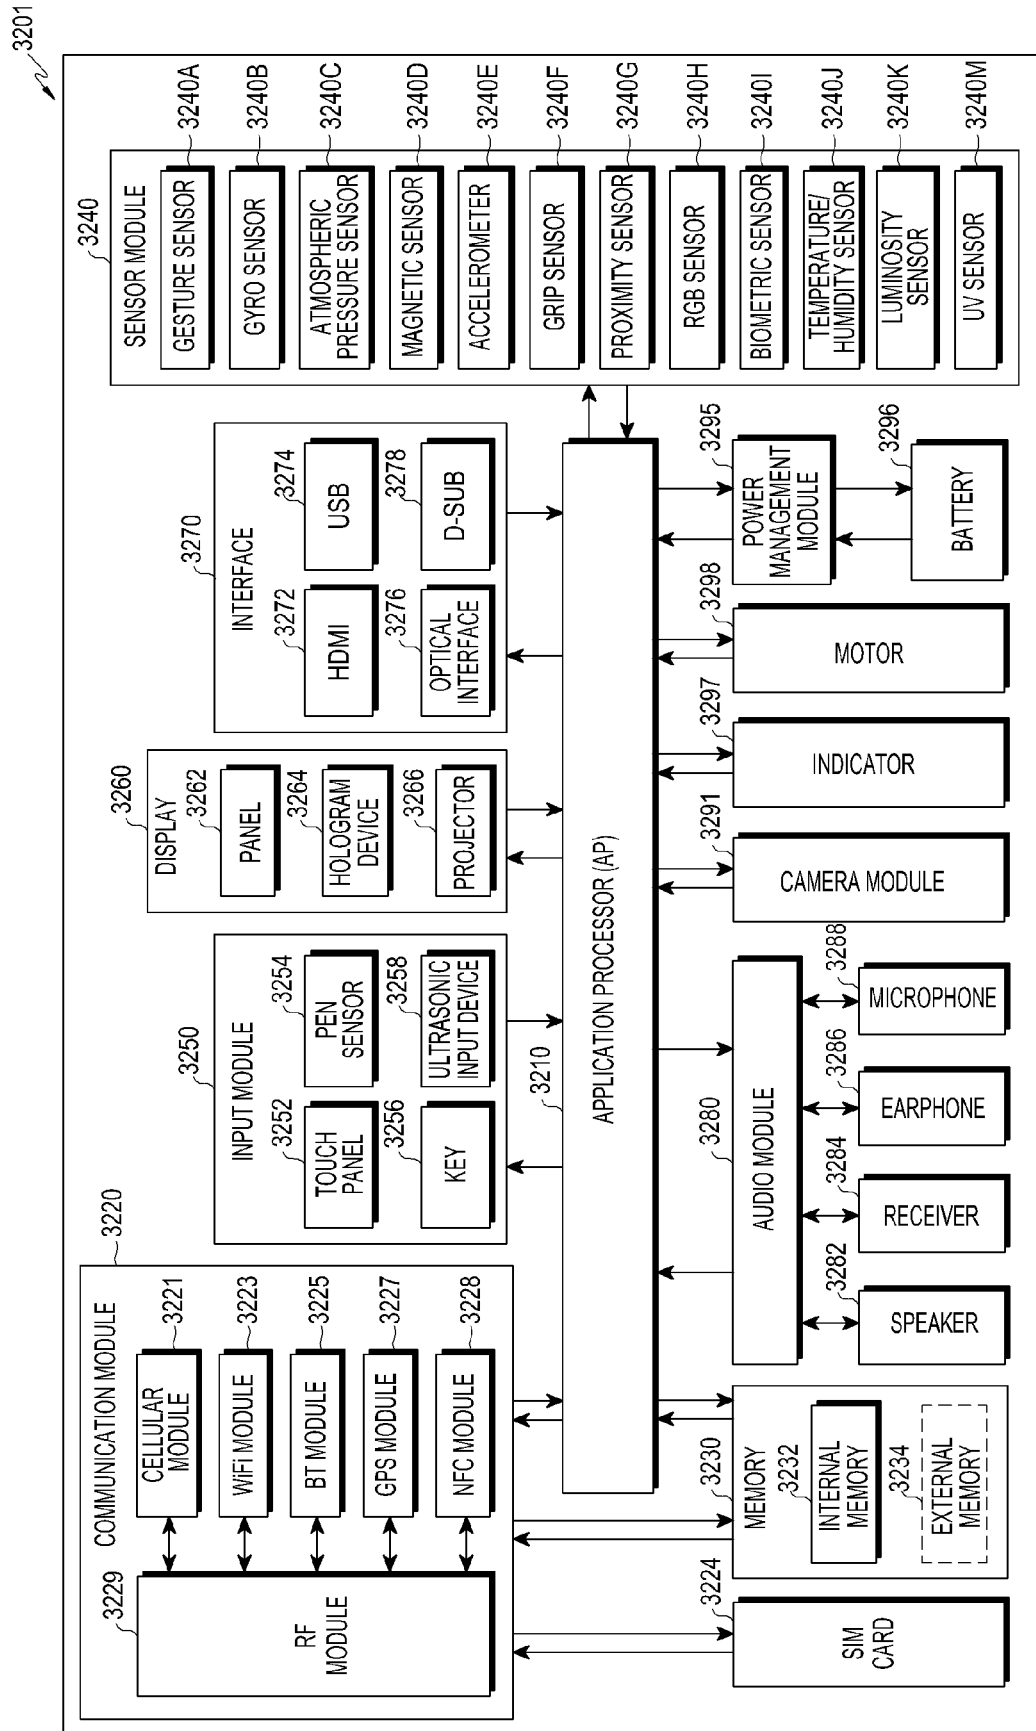 3201
COMMUNICATION MODULE
3220
3229
RF
MODULE
CELLULAR
MODULE
3221
WiFi MODULE
3223
BT MODULE
3225
GPS MODULE
3227
NFC MODULE
3228
3250
INPUT MODULE
3252
TOUCH
PANEL
3254
PEN
SENSOR
3256
KEY
3258
ULTRASONIC
INPUT DEVICE
3260
DISPLAY
3262
PANEL
3264
HOLOGRAM
DEVICE
3266
PROJECTOR
3270
INTERFACE
3272
HDMI
3274
USB
3276
OPTICAL
INTERFACE
3278
D-SUB
3240
SENSOR MODULE
GESTURE SENSOR
3240A
GYRO SENSOR
3240B
ATMOSPHERIC
PRESSURE SENSOR
3240C
MAGNETIC SENSOR
3240D
ACCELEROMETER
3240E
GRIP SENSOR
3240F
PROXIMITY SENSOR
3240G
RGB SENSOR
3240H
BIOMETRIC SENSOR
3240I
TEMPERATURE/
HUMIDITY SENSOR
3240J
LUMINOSITY
SENSOR
3240K
UV SENSOR
3240M
3210
APPLICATION PROCESSOR (AP)
3224
SIM
CARD
3230
MEMORY
3232
INTERNAL
MEMORY
3234
EXTERNAL
MEMORY
3280
AUDIO MODULE
3282
SPEAKER
3284
RECEIVER
3286
EARPHONE
3288
MICROPHONE
3291
CAMERA MODULE
3297
INDICATOR
3298
MOTOR
3295
POWER
MANAGEMENT
MODULE
3296
BATTERY